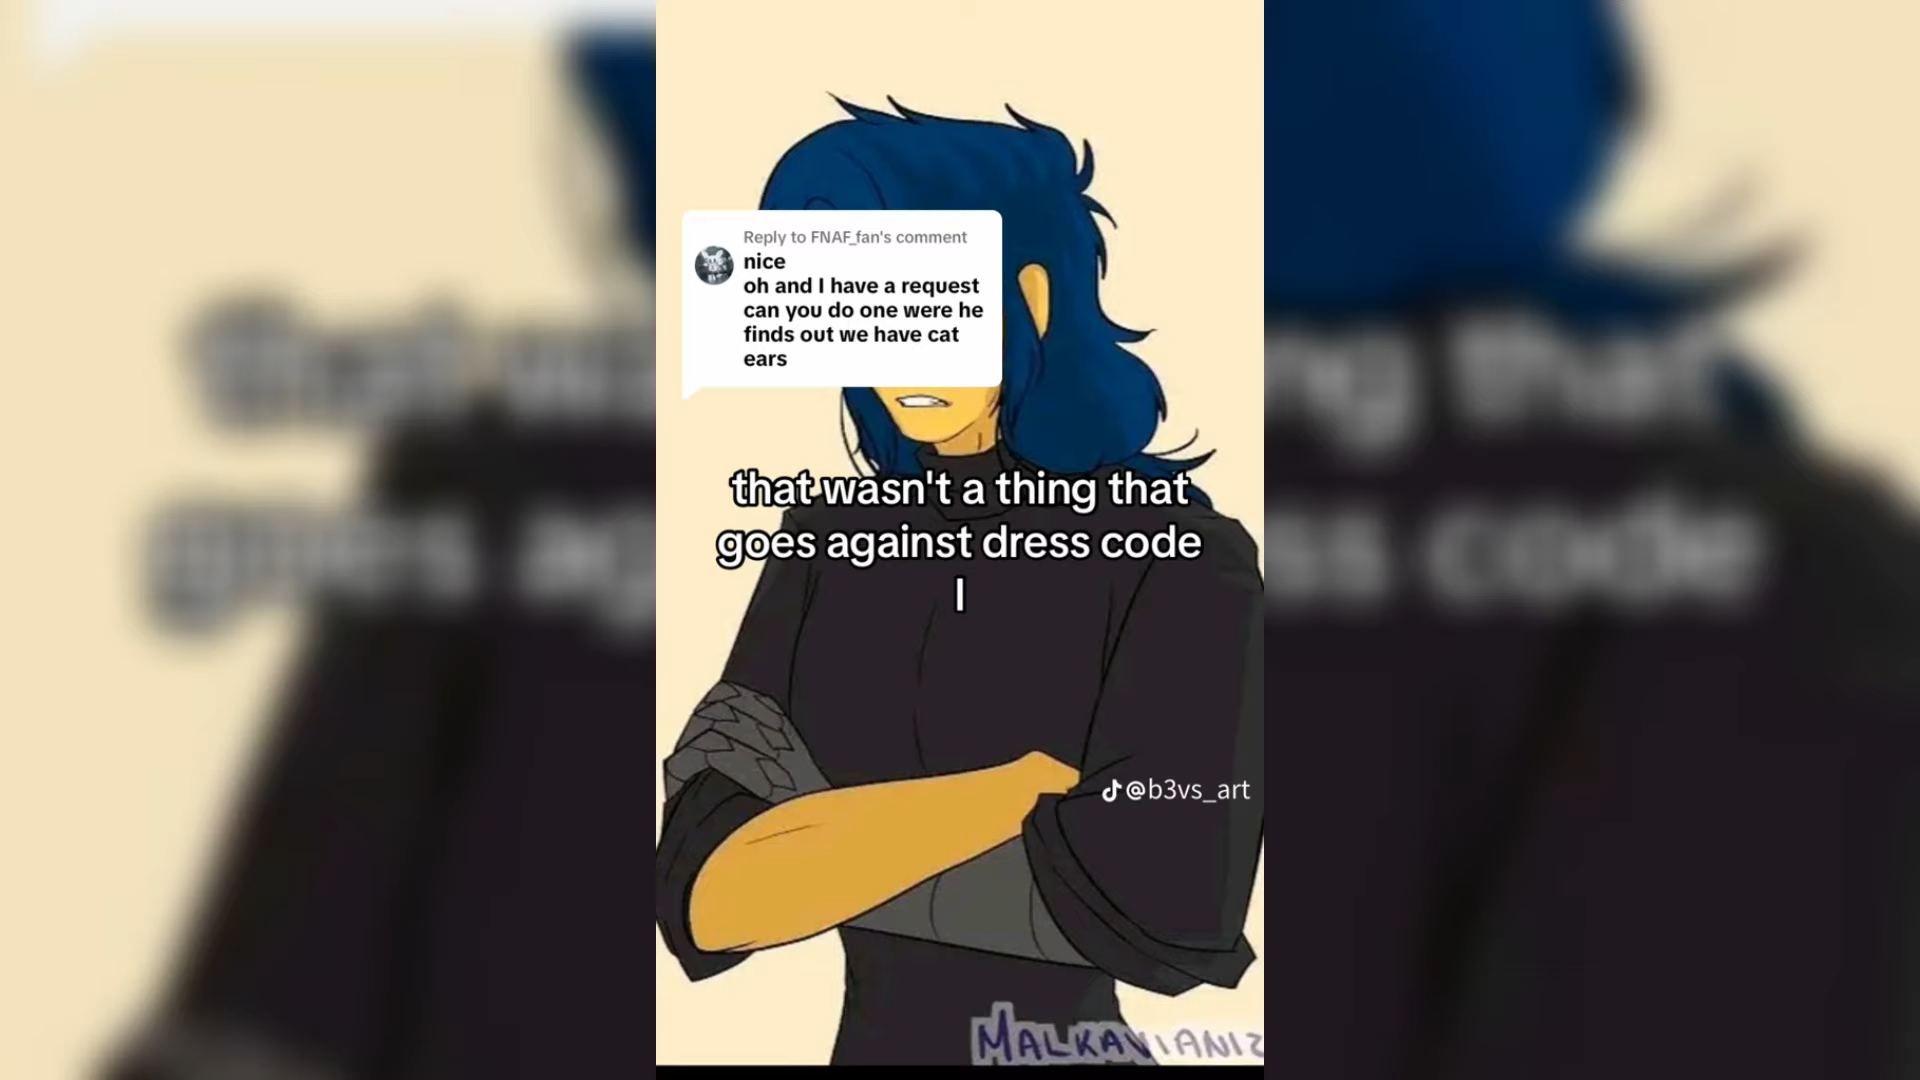 Reply to FNAF_fan's comment
nice
oh and I have a request
can you do one were he
finds out we have cat
ears
that wasn't a thing that
goes against dress code
I
@b3vs_art
MALKAVIANIZ